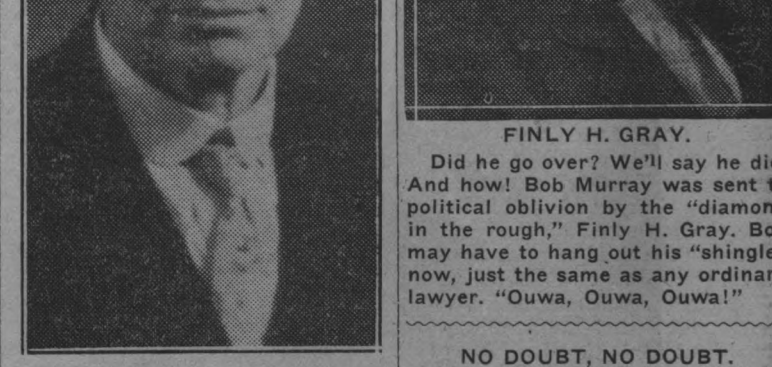 FINLY H. GRAY.
Did he go over? We'll say he did
And how! Bob Murray was sent t
political oblivion by the "diamon
in the rough," Finly H. Gray. Bo
may have to hang out his "shingle
now, just the same as any ordinar
lawyer. "Ouwa, Ouwa, Ouwa!"
NO DOUBT, NO DOUBT.